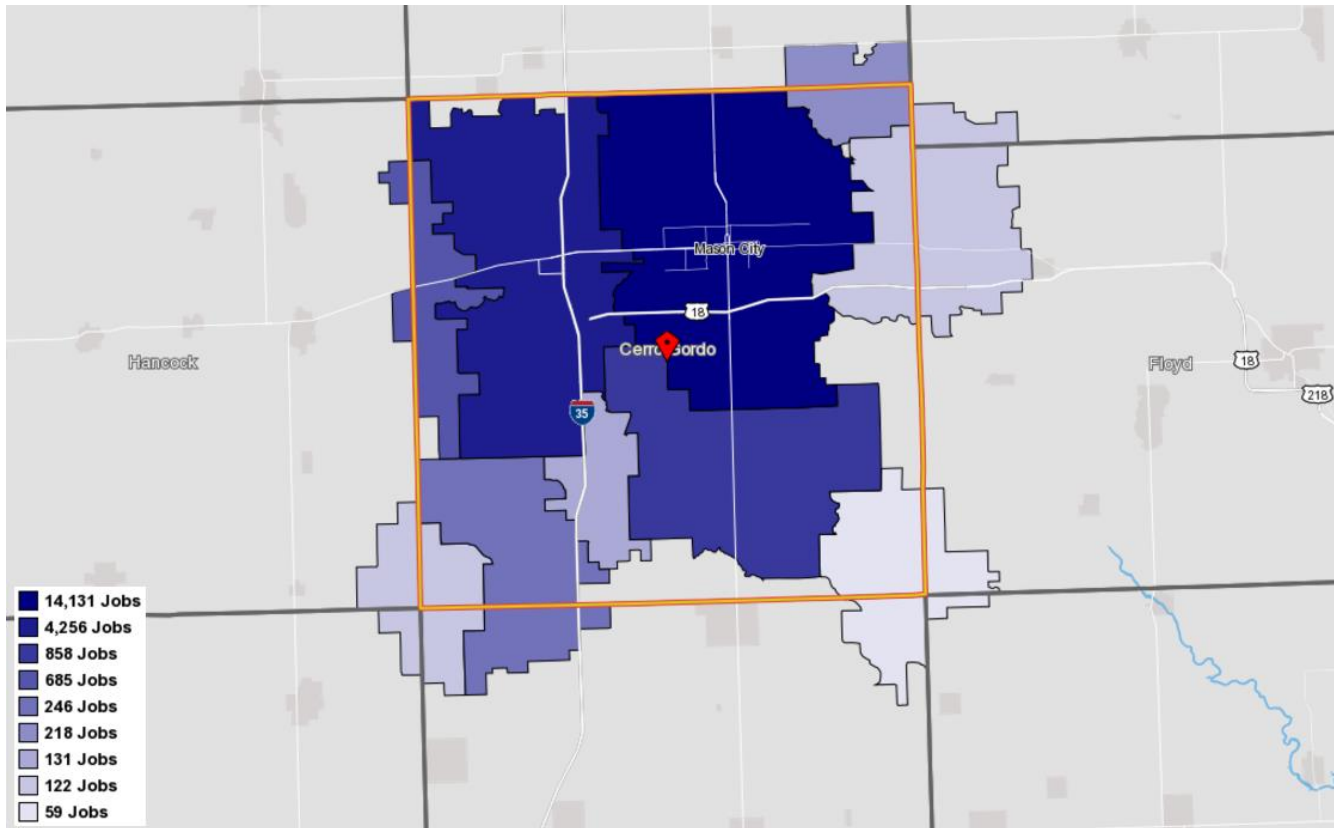 Mason City
18
Cerro Gordo
Hancock
Floyd
18
218
35
14,131 Jobs
4,256 Jobs
858 Jobs
685 Jobs
246 Jobs
218 Jobs
131 Jobs
122 Jobs
59 Jobs